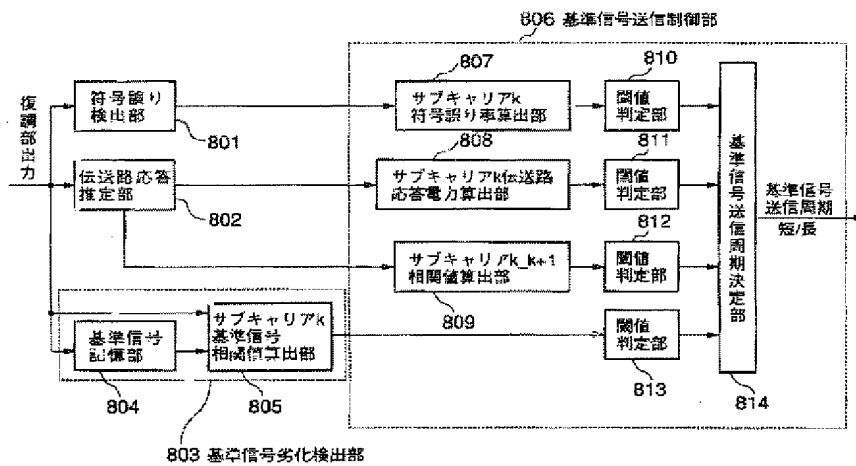 806 基準信号送信制御部
807
810
復調部出力
符号誤り
検出部
801
サブキャリアk
符号誤り率算出部
閾値
判定部
808
811
伝送路応答
推定部
802
サブキャリアk伝送路
応答電力算出部
閾値
判定部
基準信号送信周期決定部
基準信号
送信周期
短/長
812
サブキャリアk_k+1
相関値算出部
809
閾値
判定部
基準信号
記憶部
804
サブキャリアk
基準信号
相関値算出部
805
閾値
判定部
813
814
803 基準信号劣化検出部